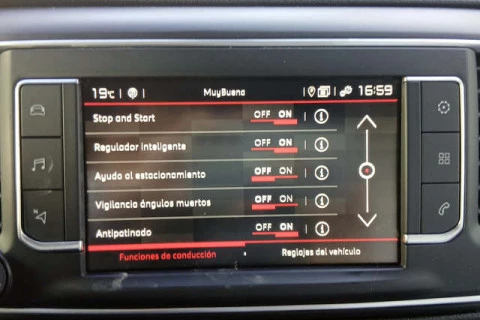 19°C MuyBuena 16:59
Stop and Start OFF ON
Regulador inteligente OFF ON
Ayuda al estacionamiento OFF ON
Vigilancia ángulos muertos OFF ON
Antipatinado OFF ON
Funciones de conducción Reglajes del vehículo